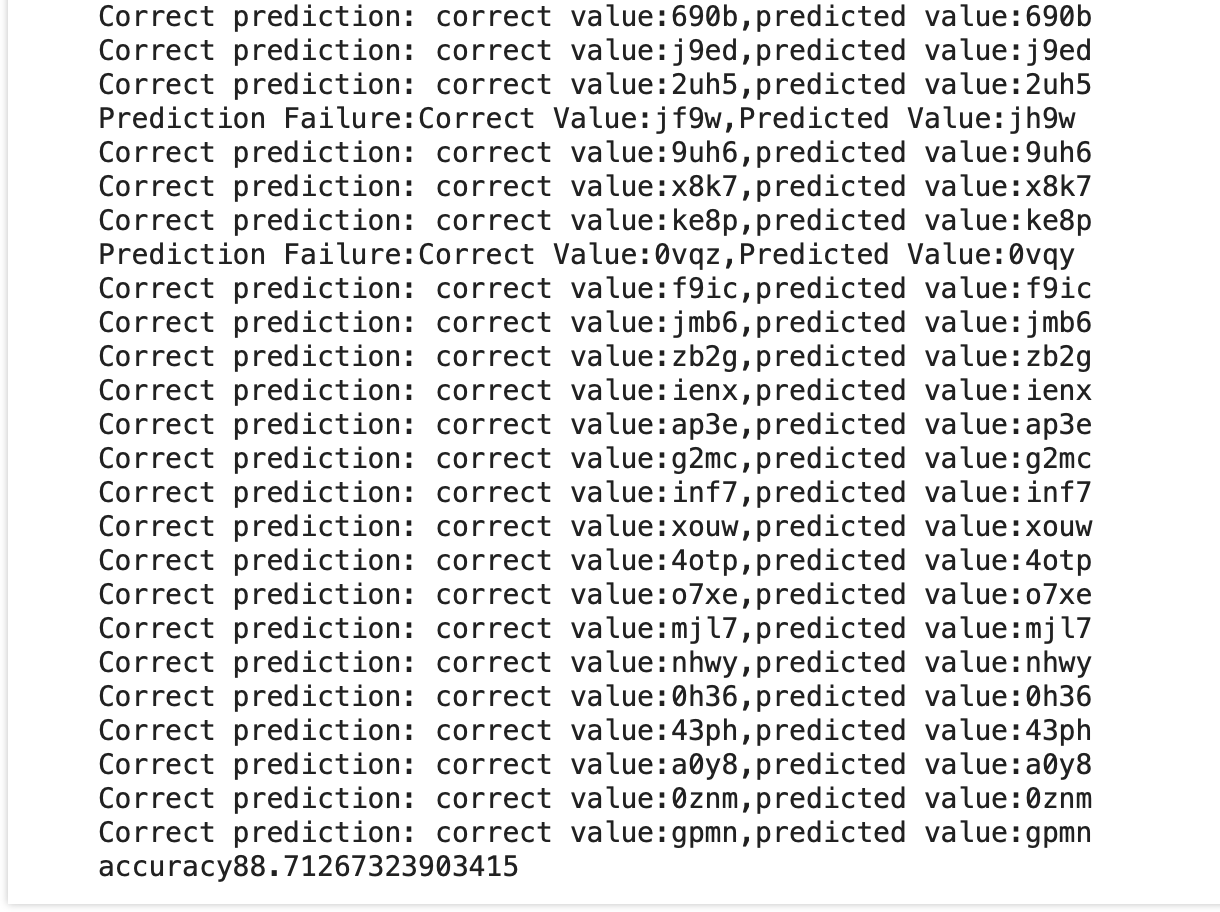 Correct prediction: correct value:690b,predicted value:690b
Correct prediction: correct value:j9ed,predicted value:j9ed
Correct prediction: correct value:2uh5,predicted value:2uh5
Prediction Failure:Correct Value:jf9w,Predicted Value:jh9w
Correct prediction: correct value:9uh6,predicted value:9uh6
Correct prediction: correct value:x8k7,predicted value:x8k7
Correct prediction: correct value:ke8p,predicted value:ke8p
Prediction Failure:Correct Value:0vqz,Predicted Value:0vqy
Correct prediction: correct value:f9ic,predicted value:f9ic
Correct prediction: correct value:jmb6,predicted value:jmb6
Correct prediction: correct value:zb2g,predicted value:zb2g
Correct prediction: correct value:ienx,predicted value:ienx
Correct prediction: correct value:ap3e,predicted value:ap3e
Correct prediction: correct value:g2mc,predicted value:g2mc
Correct prediction: correct value:inf7,predicted value:inf7
Correct prediction: correct value:xouw,predicted value:xouw
Correct prediction: correct value:4otp,predicted value:4otp
Correct prediction: correct value:o7xe,predicted value:o7xe
Correct prediction: correct value:mjl7,predicted value:mjl7
Correct prediction: correct value:nhwy,predicted value:nhwy
Correct prediction: correct value:0h36,predicted value:0h36
Correct prediction: correct value:43ph,predicted value:43ph
Correct prediction: correct value:a0y8,predicted value:a0y8
Correct prediction: correct value:0znm,predicted value:0znm
Correct prediction: correct value:gpmn,predicted value:gpmn
accuracy88.71267323903415